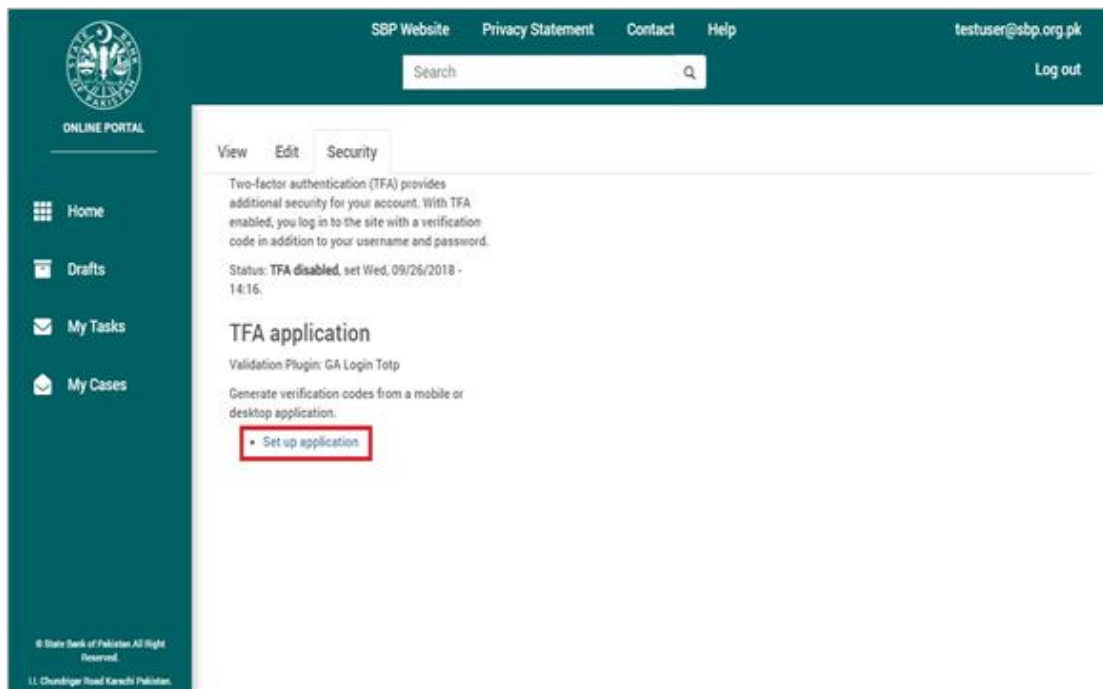 SBP Website Privacy Statement Contact Help testuser@sbp.org.pk
Search Log out
STATE BANK OF PAKISTAN
ONLINE PORTAL
View Edit Security
Two-factor authentication (TFA) provides
additional security for your account. With TFA
enabled, you log in to the site with a verification
code in addition to your username and password.
Status: TFA disabled, set Wed, 09/26/2018 -
14:16.
Home
Drafts
My Tasks
My Cases
TFA application
Validation Plugin: GA Login Totp
Generate verification codes from a mobile or
desktop application.
• Set up application
© State Bank of Pakistan.All Right
Reserved.
I.I. Chundrigar Road Karachi Pakistan.